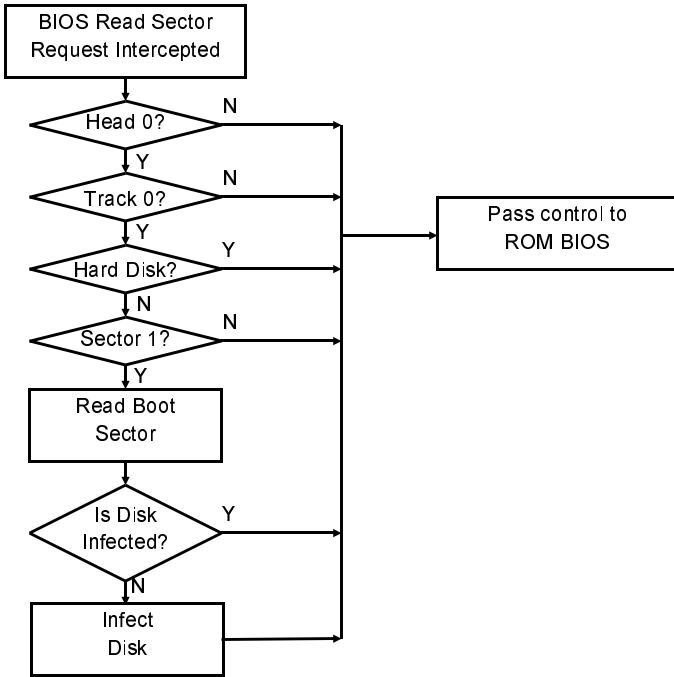 BIOS Read Sector
Request Intercepted
Head 0?
N
Y
Track 0?
N
Y
Hard Disk?
Y
N
Sector 1?
N
Y
Read Boot
Sector
Is Disk
Infected?
Y
N
Infect
Disk
Pass control to
ROM BIOS